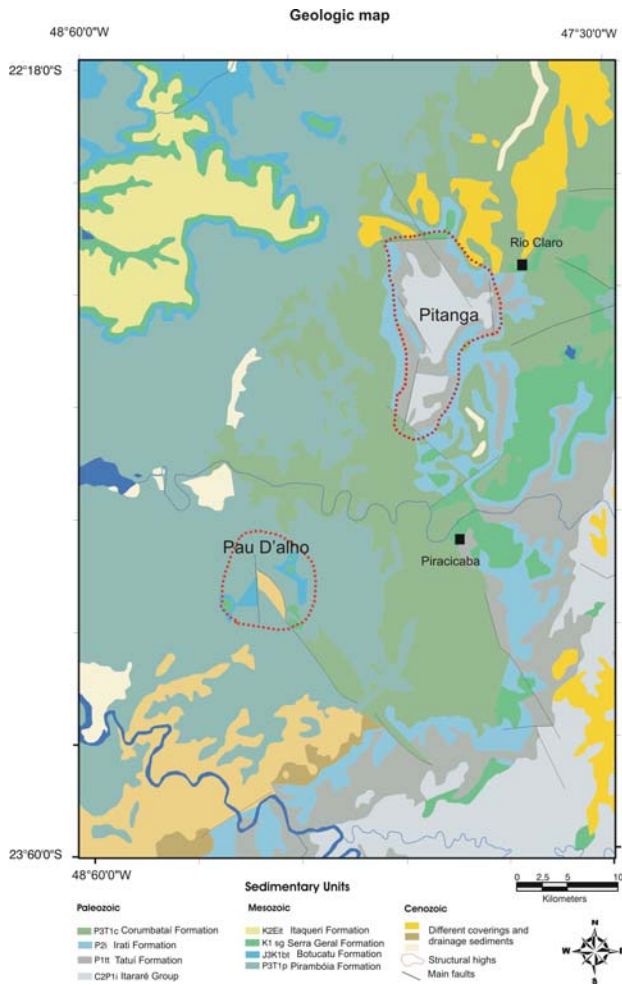 Geologic map
48°60'0"W
47°30'0"W
22°18'0"S
Rio Claro
Pitanga
Pau D'alho
Piracicaba
23°60'0"S
48°60'0"W
Sedimentary Units
0 2,5 5 10
Kilometers
Paleozoic
P3T1c Corumbataí Formation
P2i Irati Formation
P1tt Tatuí Formation
C2P1i Itararé Group
Mesozoic
K2Eit Itaqueri Formation
K1 sg Serra Geral Formation
J3K1bt Botucatu Formation
P3T1p Pirambóia Formation
Cenozoic
Different coverings and
drainage sediments
Structural highs
Main faults
N
W E
S